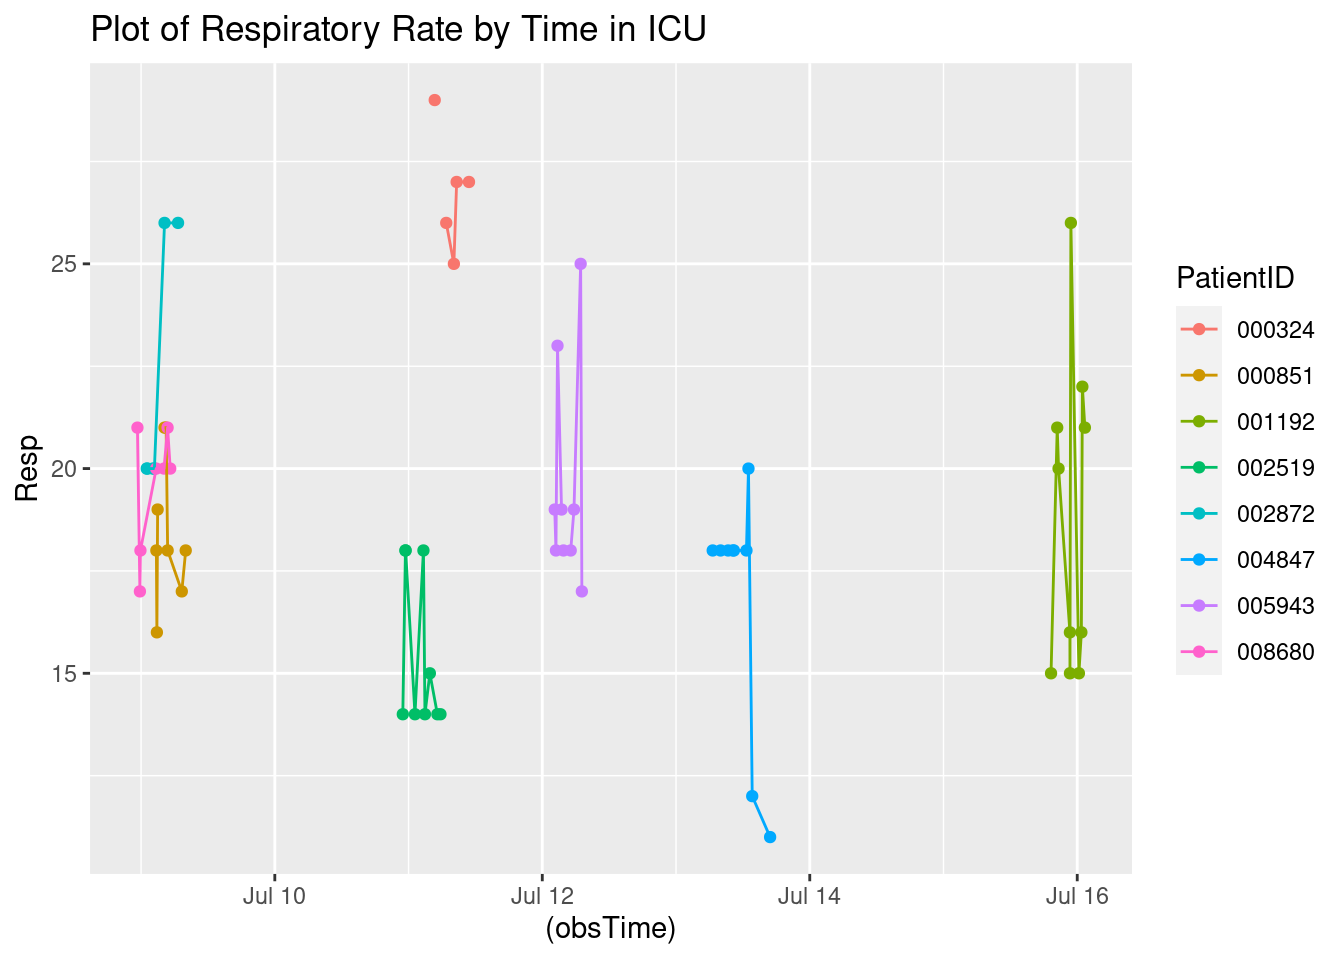 Plot of Respiratory Rate by Time in ICU
Resp
25
20
15
Jul 10
Jul 12
Jul 14
Jul 16
(obsTime)
PatientID
000324
000851
001192
002519
002872
004847
005943
008680